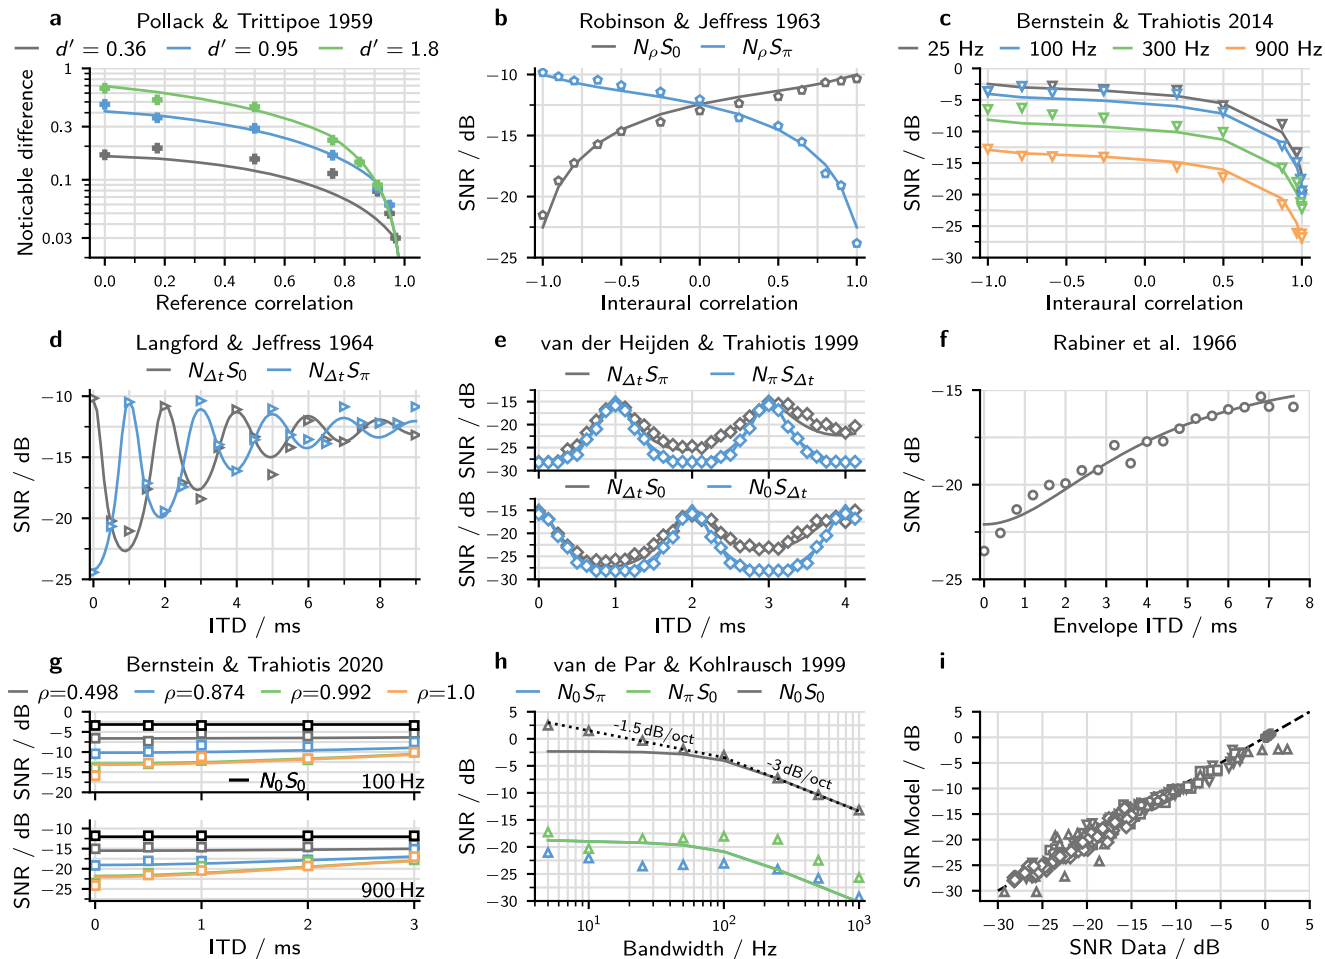 a Pollack & Trittipoe 1959
d′ = 0.36 d′ = 0.95 d′ = 1.8
1
0.3
0.1
0.03
Noticable difference
0.0 0.2 0.4 0.6 0.8 1.0
Reference correlation
b Robinson & Jeffress 1963
NρS0 NρSπ
−10
−15
−20
−25
SNR / dB
−1.0 −0.5 0.0 0.5 1.0
Interaural correlation
c Bernstein & Trahiotis 2014
25 Hz 100 Hz 300 Hz 900 Hz
0
−5
−10
−15
−20
−25
−30
SNR / dB
−1.0 −0.5 0.0 0.5 1.0
Interaural correlation
d Langford & Jeffress 1964
NΔtS0 NΔtSπ
−10
−15
−20
−25
SNR / dB
0 2 4 6 8
ITD / ms
e van der Heijden & Trahiotis 1999
NΔtSπ NπSΔt
−15
−20
−25
−30
SNR / dB
NΔtS0 N0SΔt
−15
−20
−25
−30
SNR / dB
0 1 2 3 4
ITD / ms
f Rabiner et al. 1966
−15
−20
−25
SNR / dB
0 1 2 3 4 5 6 7 8
Envelope ITD / ms
g Bernstein & Trahiotis 2020
ρ=0.498 ρ=0.874 ρ=0.992 ρ=1.0
0
−5
−10
−15
20
SNR / dB
N0S0 100 Hz
−10
−15
−20
−25
SNR / dB
900 Hz
0 1 2 3
ITD / ms
h van de Par & Kohlrausch 1999
N0Sπ NπS0 N0S0
5
0
−5
−10
−15
−20
−25
−30
SNR / dB
-1.5 dB/oct
-3 dB/oct
10¹ 10² 10³
Bandwidth / Hz
i
5
0
−5
−10
−15
−20
−25
−30
SNR Model / dB
−30 −25 −20 −15 −10 −5 0 5
SNR Data / dB